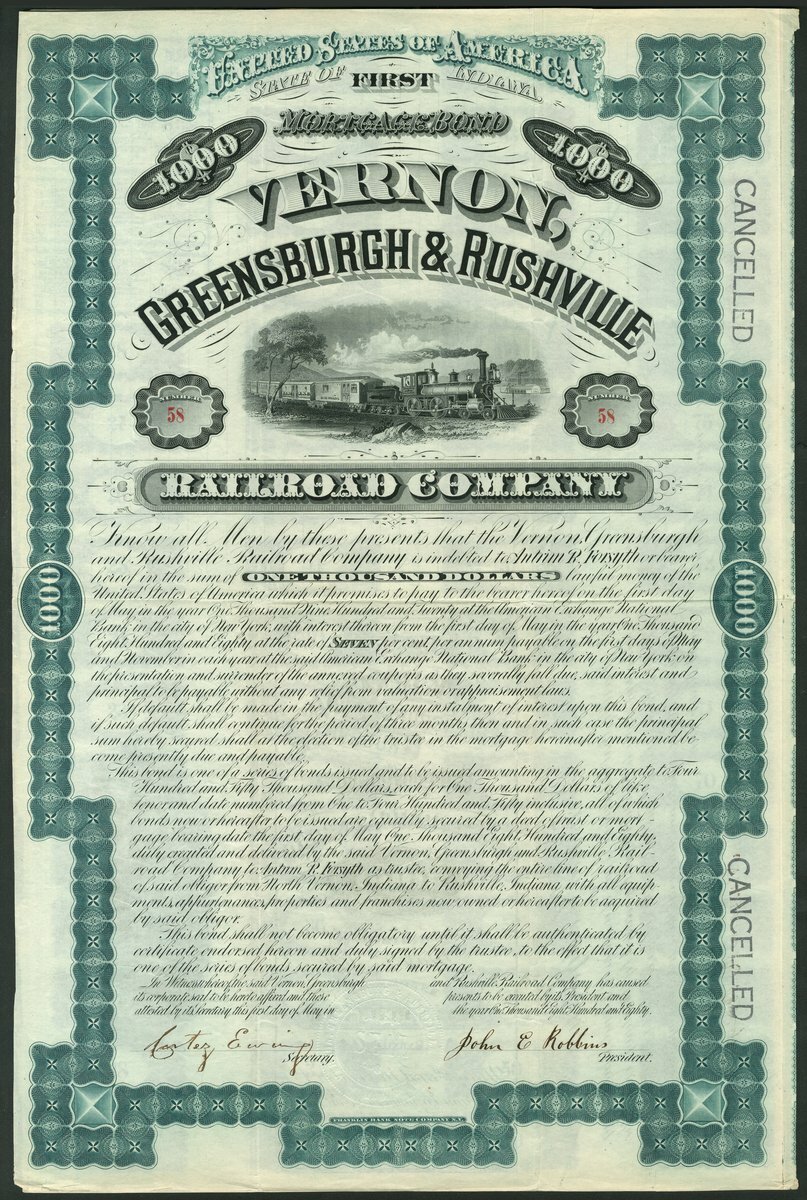 UNITED STATES OF AMERICA
STATE OF FIRST INDIANA
MORTGAGE BOND
$1000 $1000
VERNON,
GREENSBURGH & RUSHVILLE
NUMBER NUMBER
58 58
RAILROAD COMPANY
Know all Men by these presents that the Vernon, Greensburgh
and Rushville Railroad Company is indebted to Antrim R. Forsyth or bearer
hereof in the sum of ONE THOUSAND DOLLARS lawful money of the
United States of America which it promises to pay to the bearer hereof on the first day
of May in the year One Thousand Nine Hundred and Twenty at the American Exchange National
Bank, in the city of New York, with interest thereon from the first day of May in the year One Thousand
Eight Hundred and Eighty at the rate of SEVEN per cent, per annum payable on the first days of May
and November in each year at the said American Exchange National Bank in the city of New York on
the presentation and surrender of the annexed coupons as they severally fall due, said interest and
principal to be payable without any relief from valuation or appraisement laws.
If default shall be made in the payment of any instalment of interest upon this bond, and
if such default shall continue for the period of three months, then and in such case the principal
sum hereby secured shall at the election of the trustee in the mortgage hereinafter mentioned be-
come presently due and payable.
This bond is one of a series of bonds issued and to be issued amounting in the aggregate to Four
Hundred and Fifty Thousand Dollars, each for One Thousand Dollars of like
tenor and date numbered from One to Four Hundred and Fifty inclusive, all of which
bonds now or hereafter to be issued are equally secured by a deed of trust or mort-
gage bearing date the first day of May One Thousand Eight Hundred and Eighty,
duly created and delivered by the said Vernon, Greensburgh and Rushville Rail-
road Company to Antrim R. Forsyth as trustee, conveying the entire line of railroad
of said obligor from North Vernon, Indiana to Rushville, Indiana, with all equip-
ments, appurtenances, properties and franchises now owned or hereafter to be acquired
by said obligor.
This bond shall not become obligatory until it shall be authenticated by
certificate endorsed hereon and duly signed by the trustee, to the effect that it is
one of the series of bonds secured by said mortgage.
In Witness whereof the said Vernon, Greensburgh and Rushville Railroad Company has caused
its corporate seal to be hereto affixed and these presents to be executed by its President and
attested by its Secretary this first day of May in the year One Thousand Eight Hundred and Eighty.
Cortez Ewing John E Robbins
Secretary. President.
FRANKLIN BANK NOTE COMPANY N.Y.
1000
1000
CANCELLED
CANCELLED